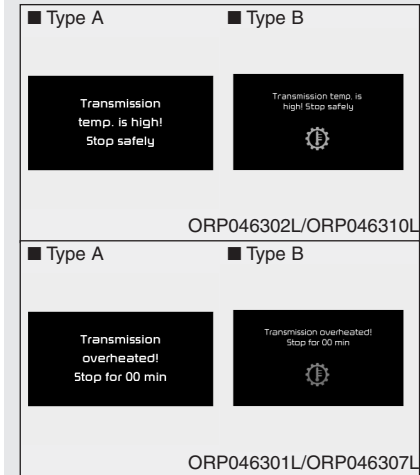 ■ Type A
■ Type B
Transmission
temp. is high!
Stop safely
Transmission temp. is
high! Stop safely
ORP046302L/ORP046310L
■ Type A
■ Type B
Transmission
overheated!
Stop for 00 min
Transmission overheated!
Stop for 00 min
ORP046301L/ORP046307L